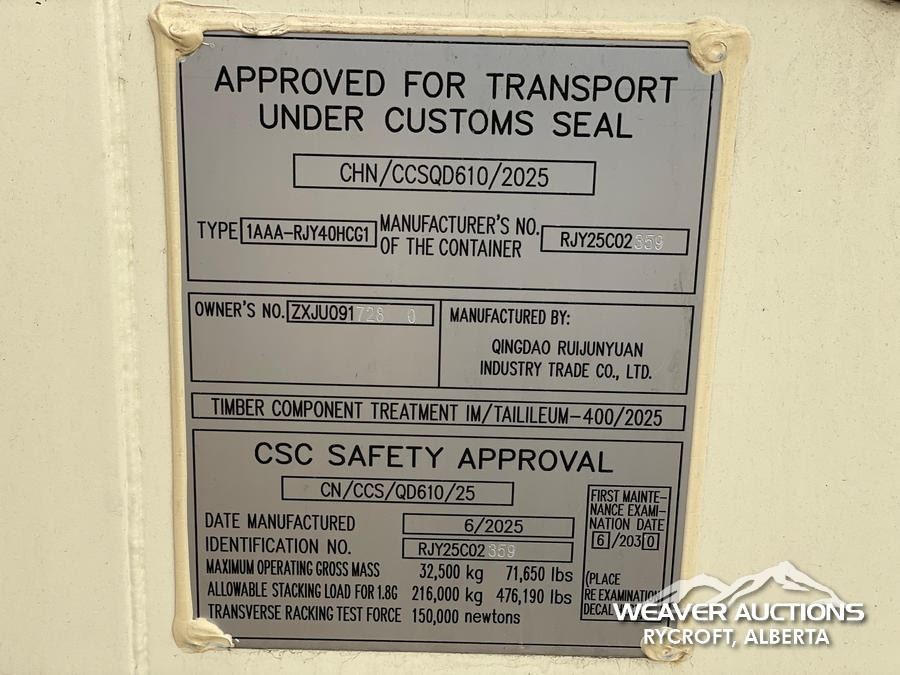 APPROVED FOR TRANSPORT
UNDER CUSTOMS SEAL
CHN/CCSQD610/2025
TYPE 1AAA-RJY40HCG1 MANUFACTURER'S NO. OF THE CONTAINER RJY25C02359
OWNER'S NO. ZXJU091728 0
MANUFACTURED BY:
QINGDAO RUIJUNYUAN
INDUSTRY TRADE CO., LTD.
TIMBER COMPONENT TREATMENT IM/TAILILEUM-400/2025
CSC SAFETY APPROVAL
CN/CCS/QD610/25
DATE MANUFACTURED 6/2025
IDENTIFICATION NO. RJY25C02359
MAXIMUM OPERATING GROSS MASS 32,500 kg 71,650 lbs
ALLOWABLE STACKING LOAD FOR 1.8G 216,000 kg 476,190 lbs
TRANSVERSE RACKING TEST FORCE 150,000 newtons
FIRST MAINTE-
NANCE EXAMI-
NATION DATE
6/2030
(PLACE
RE EXAMINATION
DECAL
WEAVER AUCTIONS
RYCROFT, ALBERTA